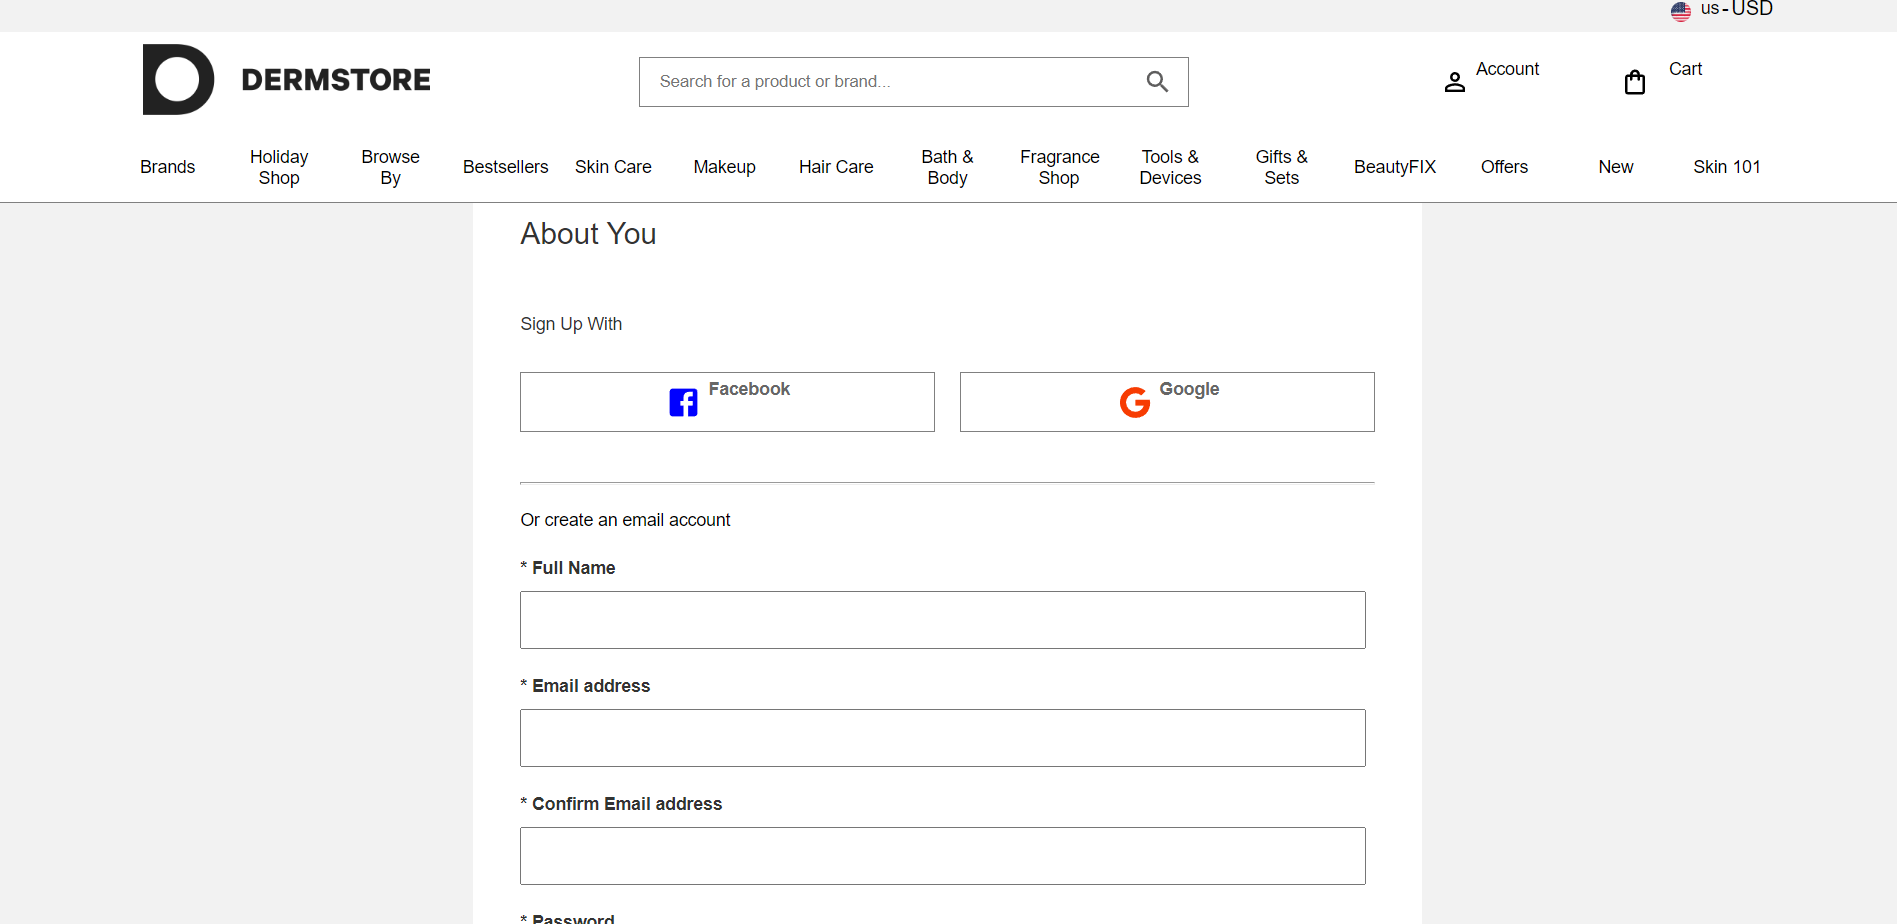 us - USD
DERMSTORE
Search for a product or brand...
Account
Cart
Brands
Holiday Shop
Browse By
Bestsellers
Skin Care
Makeup
Hair Care
Bath & Body
Fragrance Shop
Tools & Devices
Gifts & Sets
BeautyFIX
Offers
New
Skin 101
About You
Sign Up With
Facebook
Google
Or create an email account
* Full Name
* Email address
* Confirm Email address
* Password